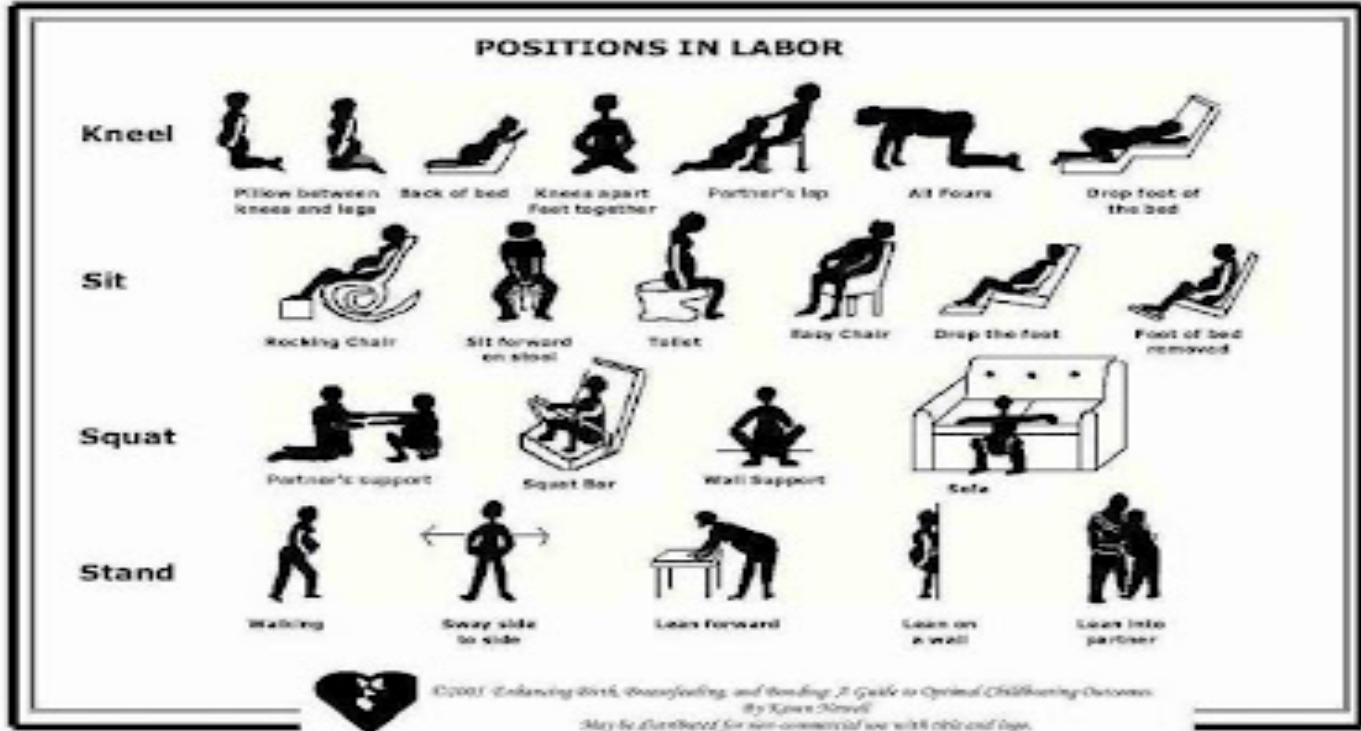 POSITIONS IN LABOR
Kneel
Pillow between
knees and legs
Back of bed
Knees apart
Feet together
Partner's lap
All Fours
Drop foot of
the bed
Sit
Rocking Chair
Sit forward
on stool
Toilet
Easy Chair
Drop the foot
Foot of bed
removed
Squat
Partner's support
Squat Bar
Wall Support
Sofa
Stand
Walking
Sway side
to side
Lean forward
Lean on
a wall
Lean into
partner
©2005 Enhancing Birth, Breastfeeding, and Bonding: A Guide to Optimal Childbearing Outcomes
By Karen
May be distributed for non-commercial use with this and logo.